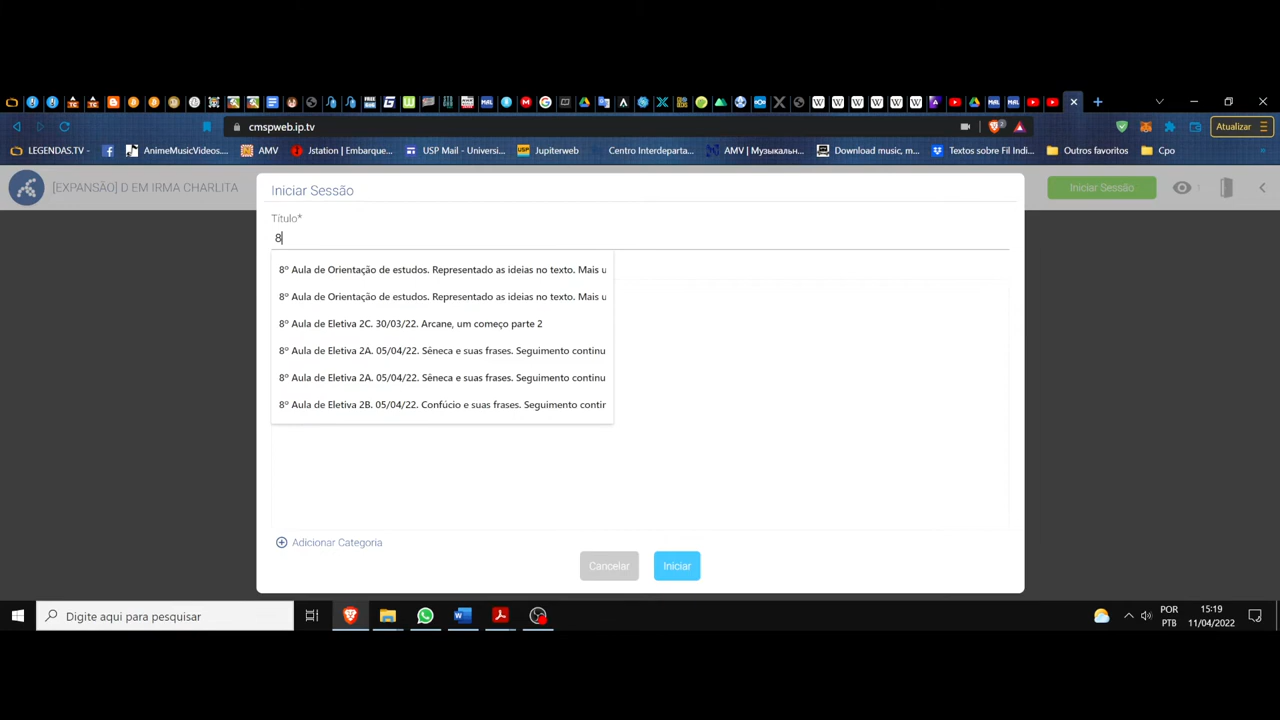 cmspweb.ip.tv
Atualizar
LEGENDAS.TV -
AnimeMusicVideos...
AMV
Jstation | Embarque...
USP Mail - Universi...
Jupiterweb
Centro Interdeparta...
AMV | Музыкальн...
Download music, m...
Textos sobre Fil Indi...
Outros favoritos
Cpo
[EXPANSÃO] D EM IRMA CHARLITA
Iniciar Sessão
Iniciar Sessão
Título*
8
8º Aula de Orientação de estudos. Representado as ideias no texto. Mais u
8º Aula de Orientação de estudos. Representado as ideias no texto. Mais u
8º Aula de Eletiva 2C. 30/03/22. Arcane, um começo parte 2
8º Aula de Eletiva 2A. 05/04/22. Sêneca e suas frases. Seguimento continu
8º Aula de Eletiva 2A. 05/04/22. Sêneca e suas frases. Seguimento continu
8º Aula de Eletiva 2B. 05/04/22. Confúcio e suas frases. Seguimento contir
Adicionar Categoria
Cancelar
Iniciar
Digite aqui para pesquisar
POR
PTB
15:19
11/04/2022